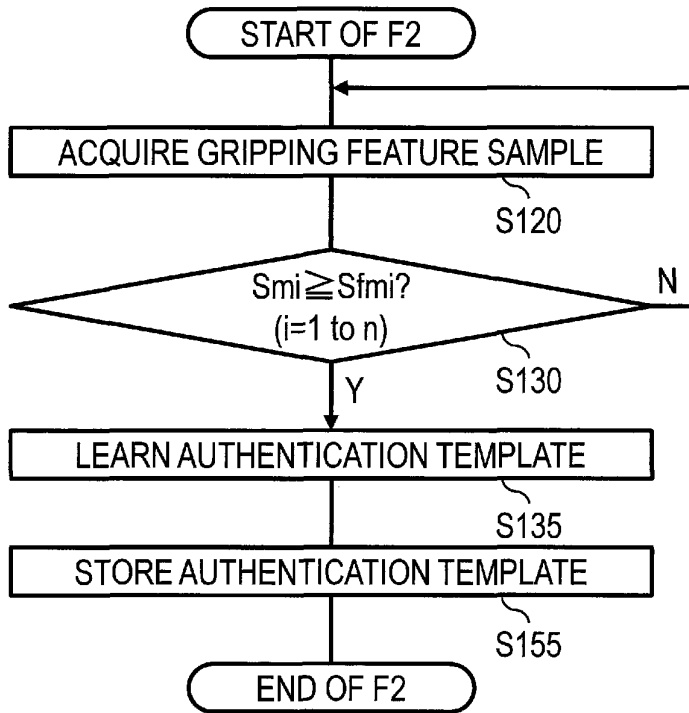 START OF F2
ACQUIRE GRIPPING FEATURE SAMPLE
S120
Smi≧Sfmi?
(i=1 to n)
N
S130
Y
LEARN AUTHENTICATION TEMPLATE
S135
STORE AUTHENTICATION TEMPLATE
S155
END OF F2